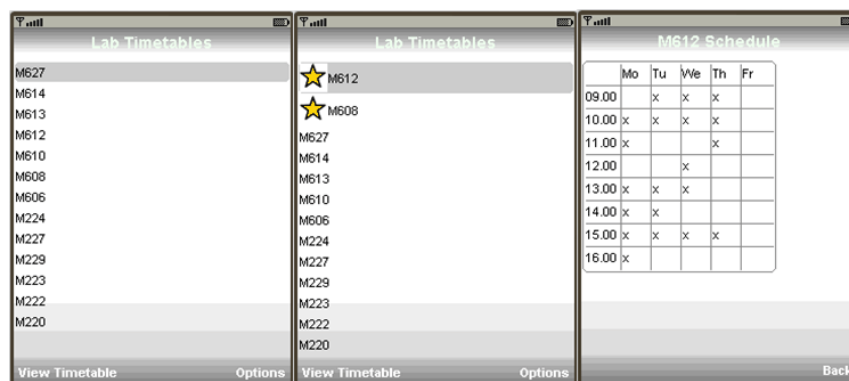 Lab Timetables
M627
M614
M613
M612
M610
M608
M606
M224
M227
M229
M223
M222
M220
View Timetable Options
Lab Timetables
M612
M608
M627
M614
M613
M610
M606
M224
M227
M229
M223
M222
M220
View Timetable Options
M612 Schedule
Mo Tu We Th Fr
09.00 x x x
10.00 x x x x
11.00 x x
12.00 x
13.00 x x x
14.00 x x
15.00 x x x x
16.00 x
Back